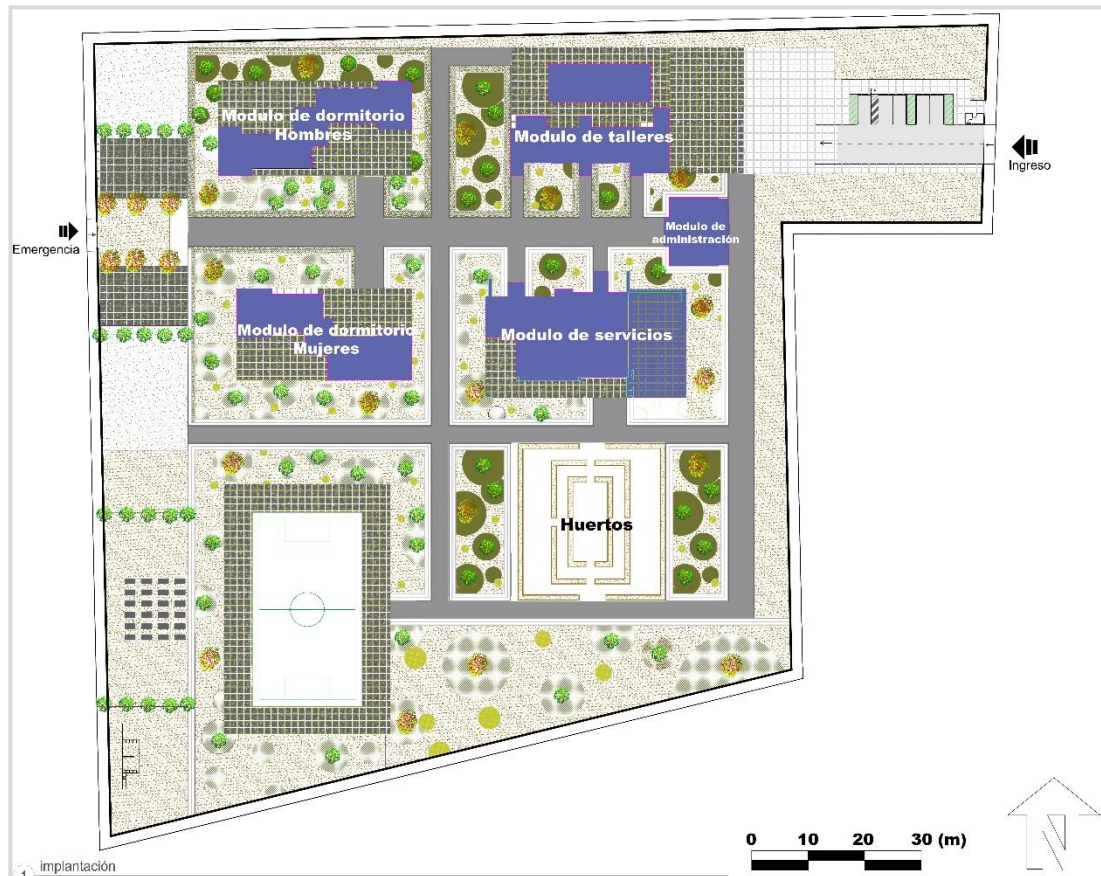 Modulo de dormitorio
Hombres
Modulo de talleres
Ingreso
Modulo de
administración
Emergencia
Modulo de dormitorio
Mujeres
Modulo de servicios
Huertos
0 10 20 30 (m)
N
1 implantación